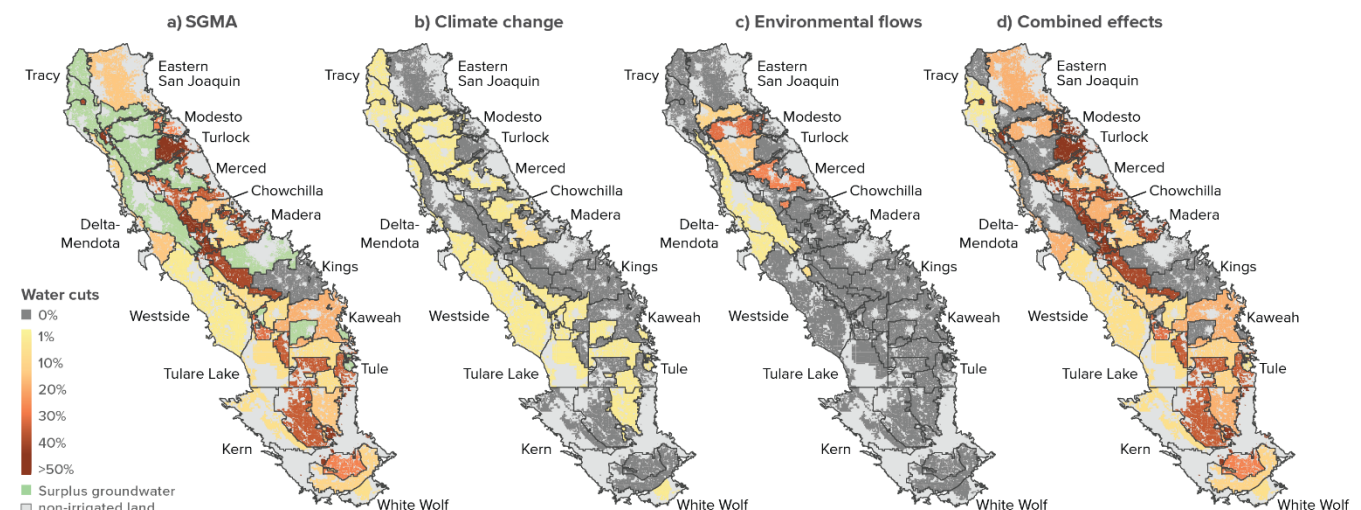 a) SGMA
b) Climate change
c) Environmental flows
d) Combined effects
Tracy
Eastern
San Joaquin
Modesto
Turlock
Merced
Chowchilla
Madera
Delta-
Mendota
Kings
Westside
Kaweah
Tulare Lake
Tule
Kern
White Wolf
Water cuts
0%
1%
10%
20%
30%
40%
>50%
Surplus groundwater
non-irrigated land
Tracy
Eastern
San Joaquin
Modesto
Turlock
Merced
Chowchilla
Madera
Delta-
Mendota
Kings
Westside
Kaweah
Tulare Lake
Tule
Kern
White Wolf
Tracy
Eastern
San Joaquin
Modesto
Turlock
Merced
Chowchilla
Madera
Delta-
Mendota
Kings
Westside
Kaweah
Tulare Lake
Tule
Kern
White Wolf
Tracy
Eastern
San Joaquin
Modesto
Turlock
Merced
Chowchilla
Madera
Delta-
Mendota
Kings
Westside
Kaweah
Tulare Lake
Tule
Kern
White Wolf